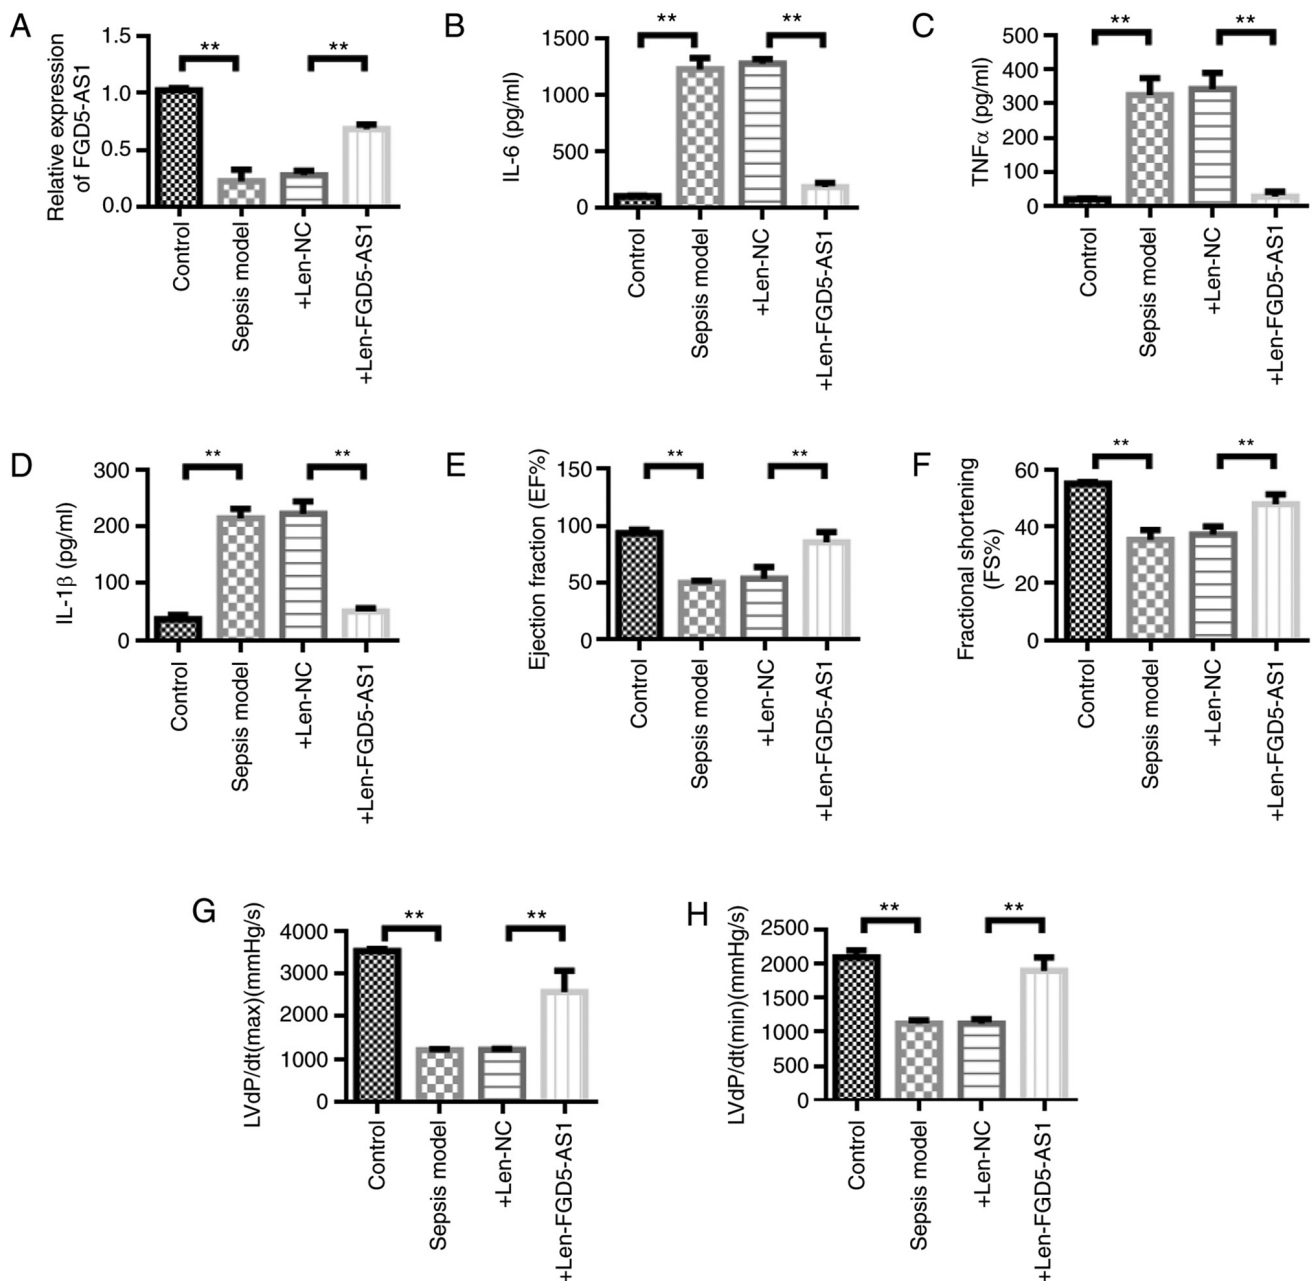 A
Relative expression
of FGD5-AS1
1.5
1.0
0.5
0.0
**
**
Control
Sepsis model
+Len-NC
+Len-FGD5-AS1
B
IL-6 (pg/ml)
1500
1000
500
0
**
**
Control
Sepsis model
+Len-NC
+Len-FGD5-AS1
C
TNFα (pg/ml)
500
400
300
200
100
0
**
**
Control
Sepsis model
+Len-NC
+Len-FGD5-AS1
D
IL-1β (pg/ml)
300
200
100
0
**
**
Control
Sepsis model
+Len-NC
+Len-FGD5-AS1
E
Ejection fraction (EF%)
150
100
50
0
**
**
Control
Sepsis model
+Len-NC
+Len-FGD5-AS1
F
Fractional shortening
(FS%)
60
40
20
0
**
**
Control
Sepsis model
+Len-NC
+Len-FGD5-AS1
G
LVdP/dt(max)(mmHg/s)
4000
3000
2000
1000
0
**
**
Control
Sepsis model
+Len-NC
+Len-FGD5-AS1
H
LVdP/dt(min)(mmHg/s)
2500
2000
1500
1000
500
0
**
**
Control
Sepsis model
+Len-NC
+Len-FGD5-AS1